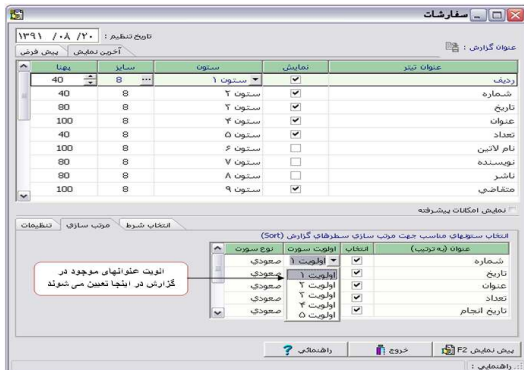 سفارشات
تاریخ تنظیم : ۱۳۹۱ /۰۸ /۲۰
عنوان گزارش :
آخرین نمایش پیش فرض
عنوان تیتر نمایش ستون سایز پهنا
ردیف ستون ۱ 8 ... 40
شماره ستون ۲ 8 40
تاریخ ستون ۳ 8 80
عنوان ستون ۴ 8 100
تعداد ستون ۵ 8 40
نام لاتین ستون ۶ 8 100
نویسنده ستون ۷ 8 80
ناشر ستون ۸ 8 80
متقاضی ستون ۹ 8 100
نمایش امکانات پیشرفته
انتخاب شرط مرتب سازی تنظیمات
انتخاب ستونهای مناسب جهت مرتب سازی سطرهای گزارش (Sort)
عنوان (به ترتیب) انتخاب اولویت سورت نوع سورت
شماره اولویت ۱ صعودي
تاریخ اولویت ۱ صعودي
عنوان اولویت ۲ صعودي
تعداد اولویت ۳ صعودي
تاریخ انجام اولویت ۴ صعودي
اولویت ۵
الویت عنوانهای موجود در
گزارش در اینجا تعیین می شوند
پیش نمایش F2 خروج راهنمائی ?
راهنمایی :